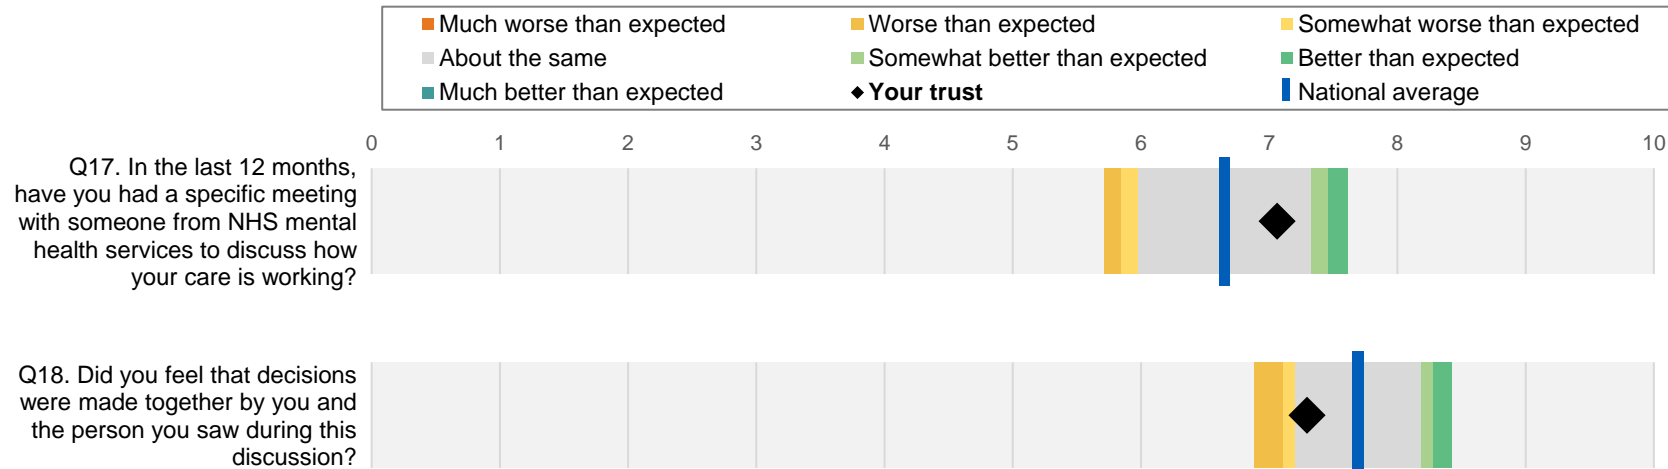 Much worse than expected
Worse than expected
Somewhat worse than expected
About the same
Somewhat better than expected
Better than expected
Much better than expected
Your trust
National average
0 1 2 3 4 5 6 7 8 9 10
Q17. In the last 12 months,
have you had a specific meeting
with someone from NHS mental
health services to discuss how
your care is working?
Q18. Did you feel that decisions
were made together by you and
the person you saw during this
discussion?